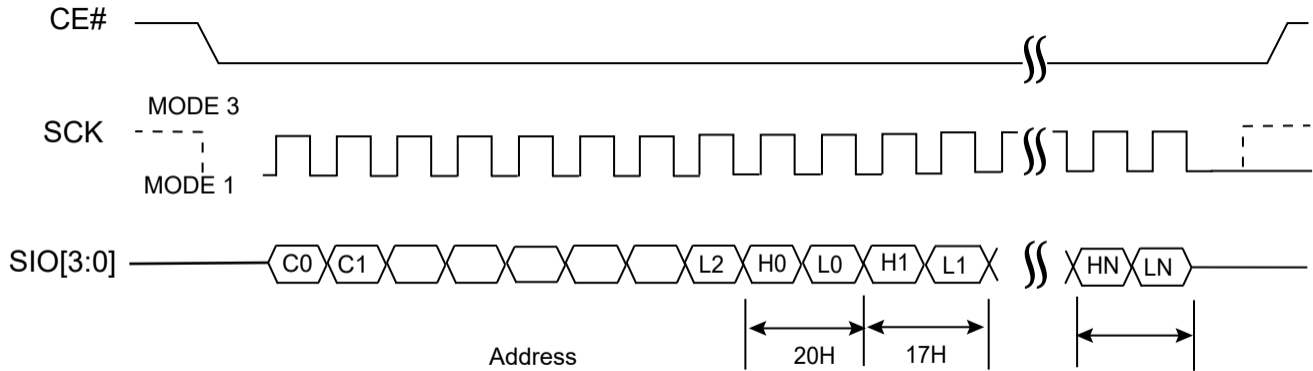 CE#
MODE 3
SCK
MODE 1
SIO[3:0] C0 C1 L2 H0 L0 H1 L1 HN LN
Address 20H 17H